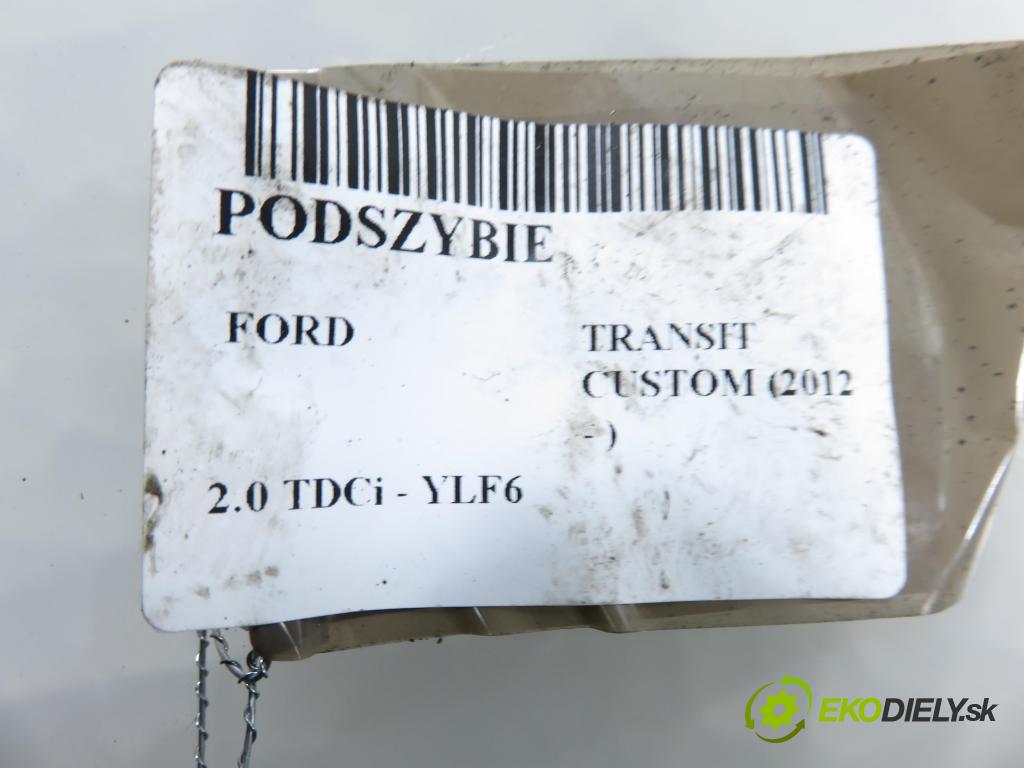 PODSZYBIE
FORD
TRANSIT
CUSTOM (2012
- )
2.0 TDCi - YLF6
EKODIELY.sk